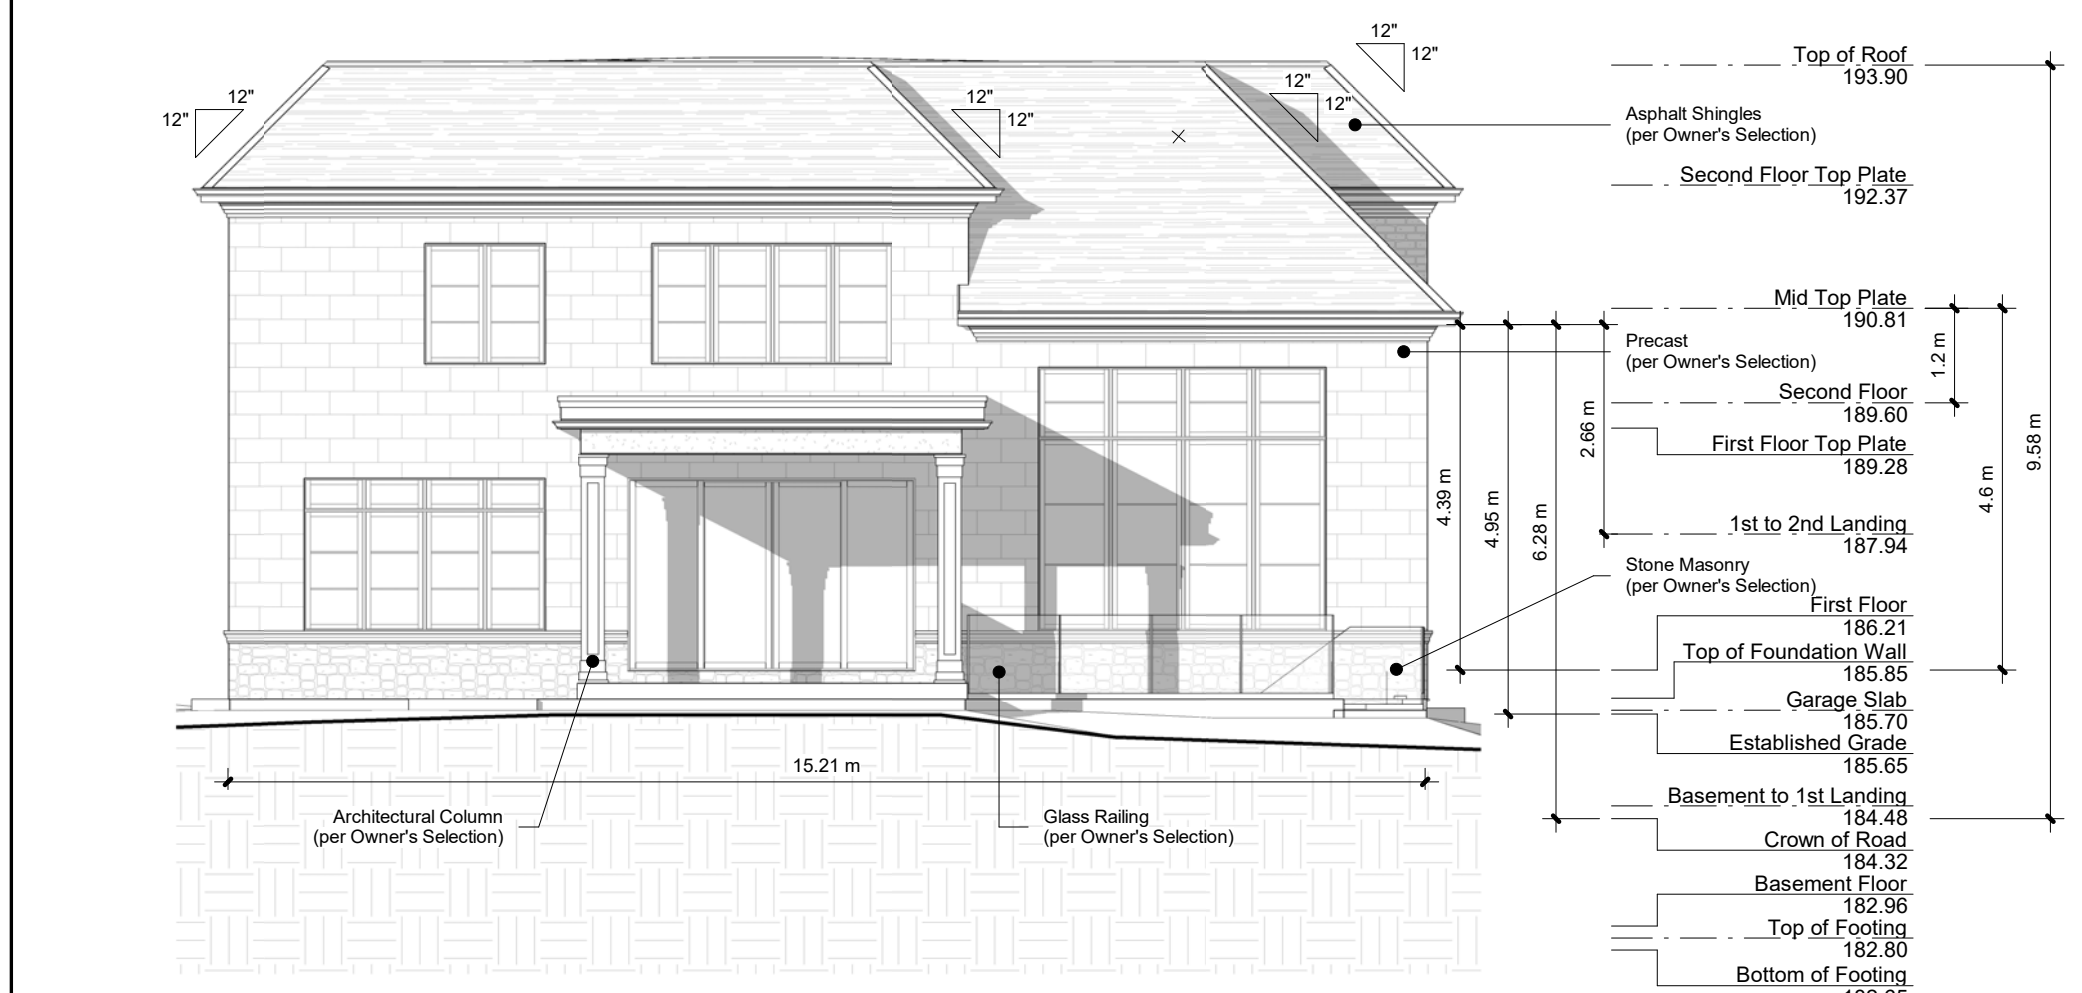 12"
12"
12"
12"
12"
12"
12"
12"
Top of Roof
193.90
Asphalt Shingles
(per Owner's Selection)
Second Floor Top Plate
192.37
Mid Top Plate
190.81
Precast
(per Owner's Selection)
1.2 m
Second Floor
189.60
First Floor Top Plate
189.28
2.66 m
9.58 m
4.39 m
4.95 m
6.28 m
4.6 m
1st to 2nd Landing
187.94
Stone Masonry
(per Owner's Selection)
First Floor
186.21
Top of Foundation Wall
185.85
Garage Slab
185.70
Established Grade
185.65
15.21 m
Basement to 1st Landing
184.48
Architectural Column
(per Owner's Selection)
Glass Railing
(per Owner's Selection)
Crown of Road
184.32
Basement Floor
182.96
Top of Footing
182.80
Bottom of Footing